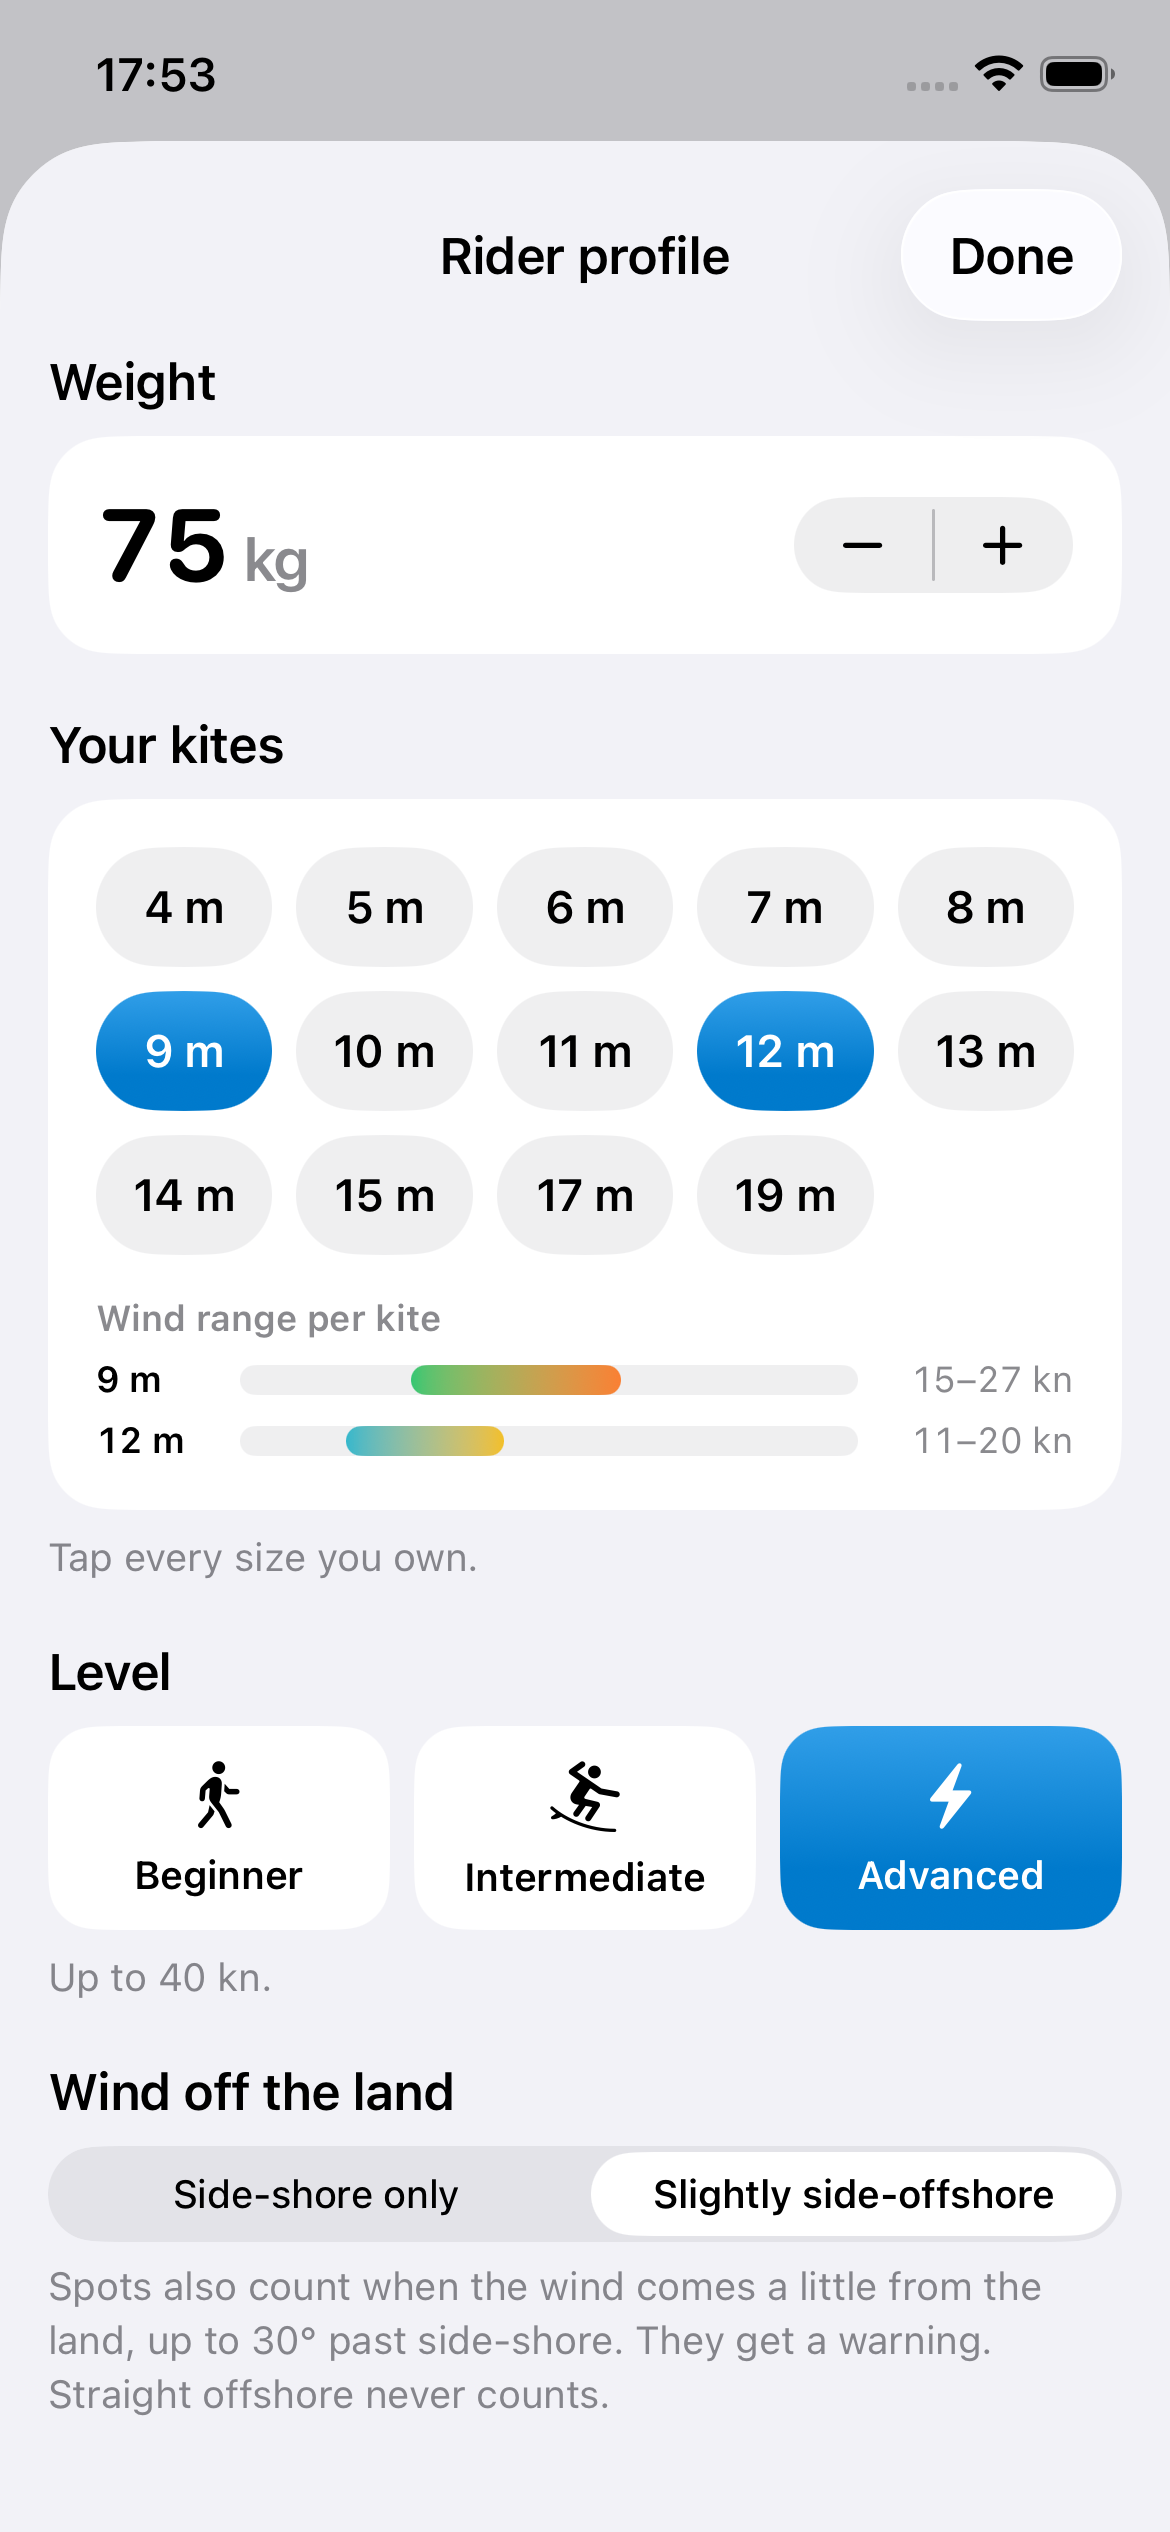 17:53
Rider profile
Done
Weight
75 kg
Your kites
4 m 5 m 6 m 7 m 8 m
9 m 10 m 11 m 12 m 13 m
14 m 15 m 17 m 19 m
Wind range per kite
9 m 15–27 kn
12 m 11–20 kn
Tap every size you own.
Level
Beginner Intermediate Advanced
Up to 40 kn.
Wind off the land
Side-shore only Slightly side-offshore
Spots also count when the wind comes a little from the
land, up to 30° past side-shore. They get a warning.
Straight offshore never counts.